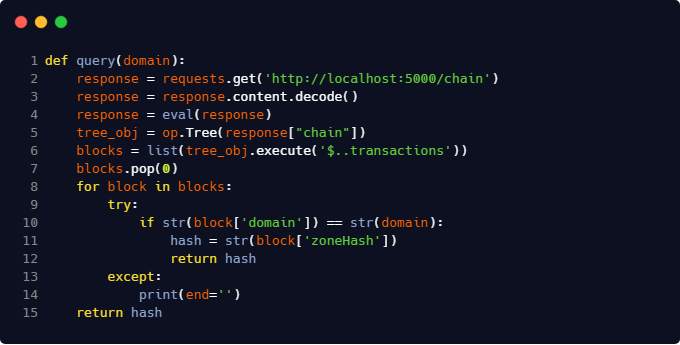 1 def query(domain):
2     response = requests.get('http://localhost:5000/chain')
3     response = response.content.decode()
4     response = eval(response)
5     tree_obj = op.Tree(response["chain"])
6     blocks = list(tree_obj.execute('$..transactions'))
7     blocks.pop(0)
8     for block in blocks:
9         try:
10             if str(block['domain']) == str(domain):
11                 hash = str(block['zoneHash'])
12                 return hash
13         except:
14             print(end='')
15     return hash